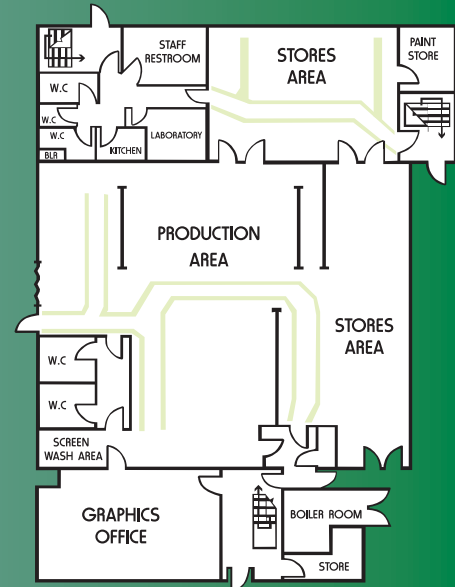 STAFF
RESTROOM
STORES
AREA
PAINT
STORE
W.C
W.C
W.C
BLR
KITCHEN
LABORATORY
PRODUCTION
AREA
STORES
AREA
W.C
W.C
SCREEN
WASH AREA
GRAPHICS
OFFICE
BOILER ROOM
STORE